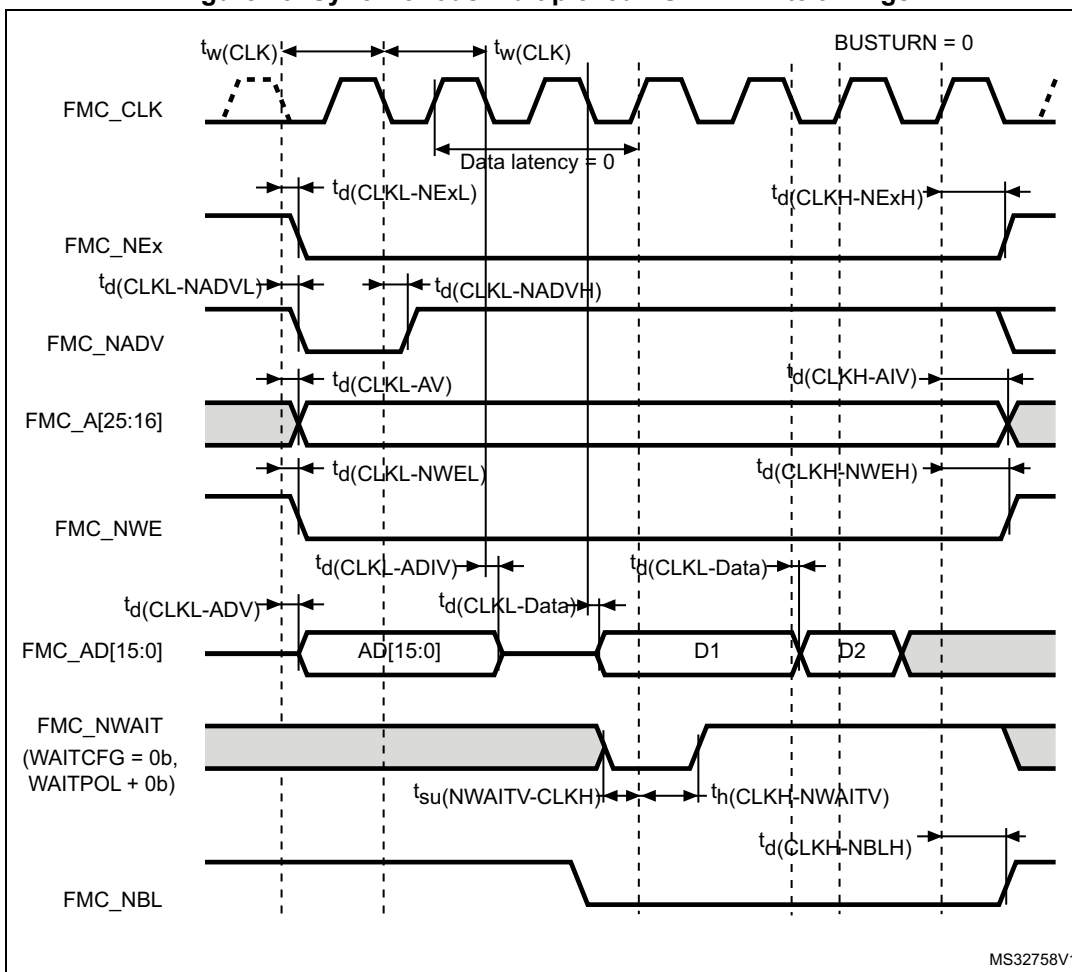 BUSTURN = 0
tw(CLK) tw(CLK)
FMC_CLK
Data latency = 0
td(CLKL-NExL) td(CLKH-NExH)
FMC_NEx
td(CLKL-NADVL) td(CLKL-NADVH)
FMC_NADV
td(CLKL-AV) td(CLKH-AIV)
FMC_A[25:16]
td(CLKL-NWEL) td(CLKH-NWEH)
FMC_NWE
td(CLKL-ADIV) td(CLKL-Data)
td(CLKL-ADV) td(CLKL-Data)
FMC_AD[15:0] AD[15:0] D1 D2
FMC_NWAIT
(WAITCFG = 0b,
WAITPOL + 0b)
tsu(NWAITV-CLKH) th(CLKH-NWAITV)
td(CLKH-NBLH)
FMC_NBL
MS32758V1